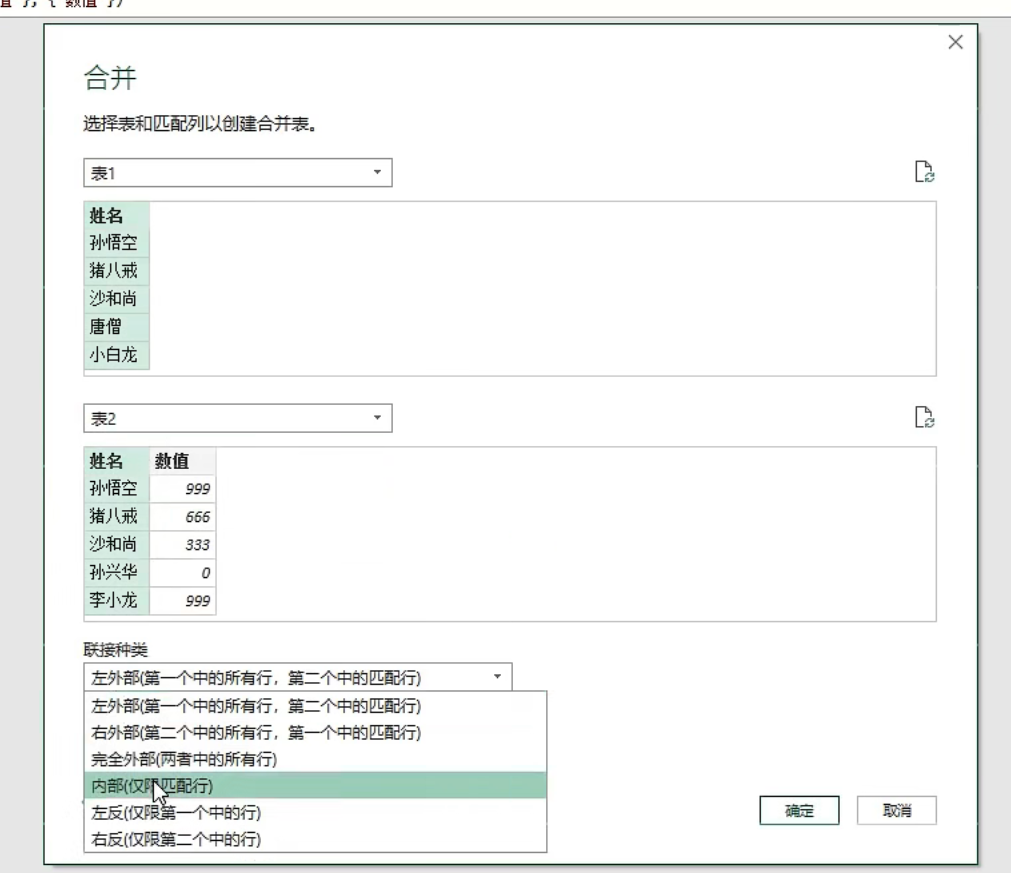 值 }, { 数值 })
合并
选择表和匹配列以创建合并表。
表1
姓名
孙悟空
猪八戒
沙和尚
唐僧
小白龙
表2
姓名 数值
孙悟空 999
猪八戒 666
沙和尚 333
孙兴华 0
李小龙 999
联接种类
左外部(第一个中的所有行，第二个中的匹配行)
左外部(第一个中的所有行，第二个中的匹配行)
右外部(第二个中的所有行，第一个中的匹配行)
完全外部(两者中的所有行)
内部(仅限匹配行)
左反(仅限第一个中的行)
右反(仅限第二个中的行)
确定 取消